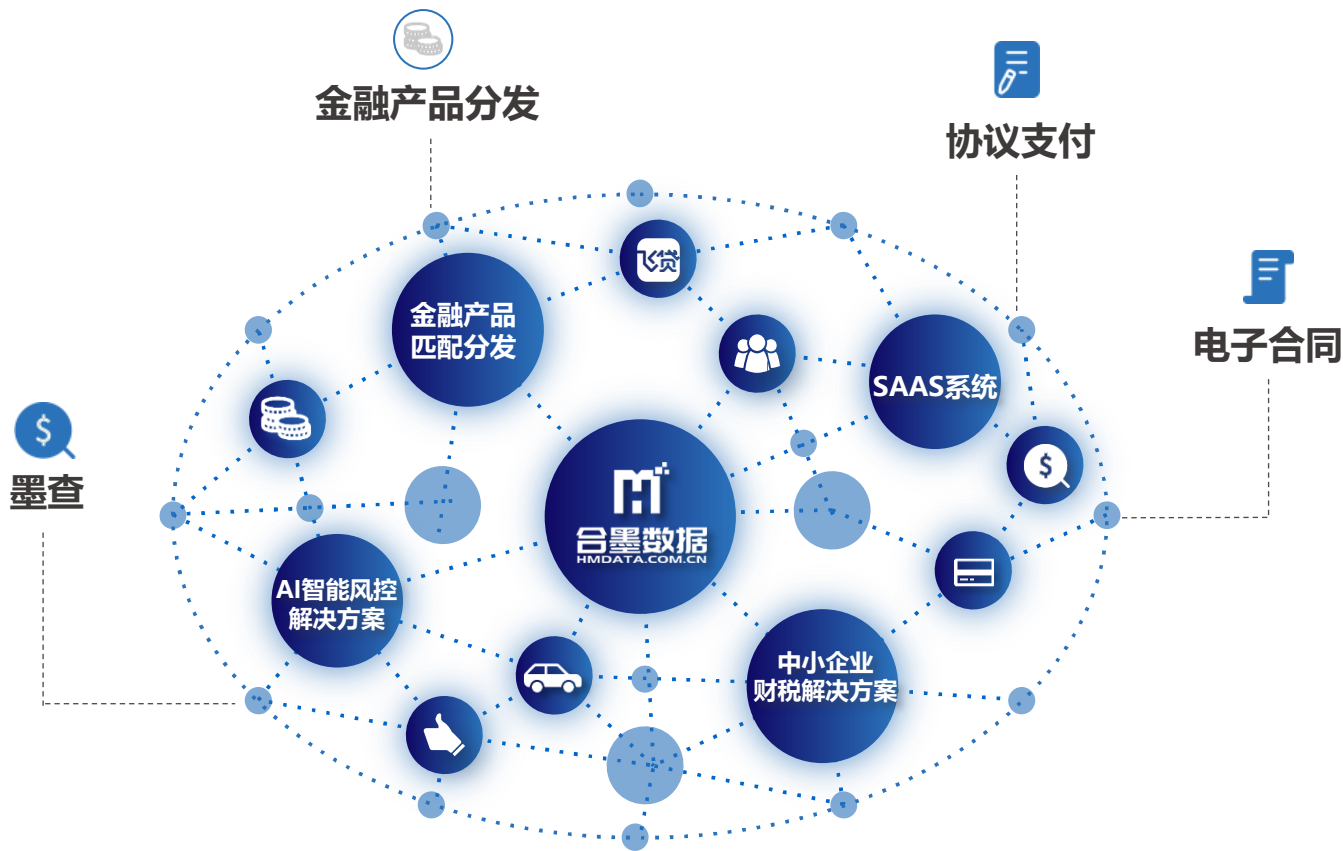 金融产品分发
协议支付
飞贷
金融产品
匹配分发
电子合同
SAAS系统
$
$
墨查
合墨数据
HMDATA.COM.CN
AI智能风控
解决方案
中小企业
财税解决方案